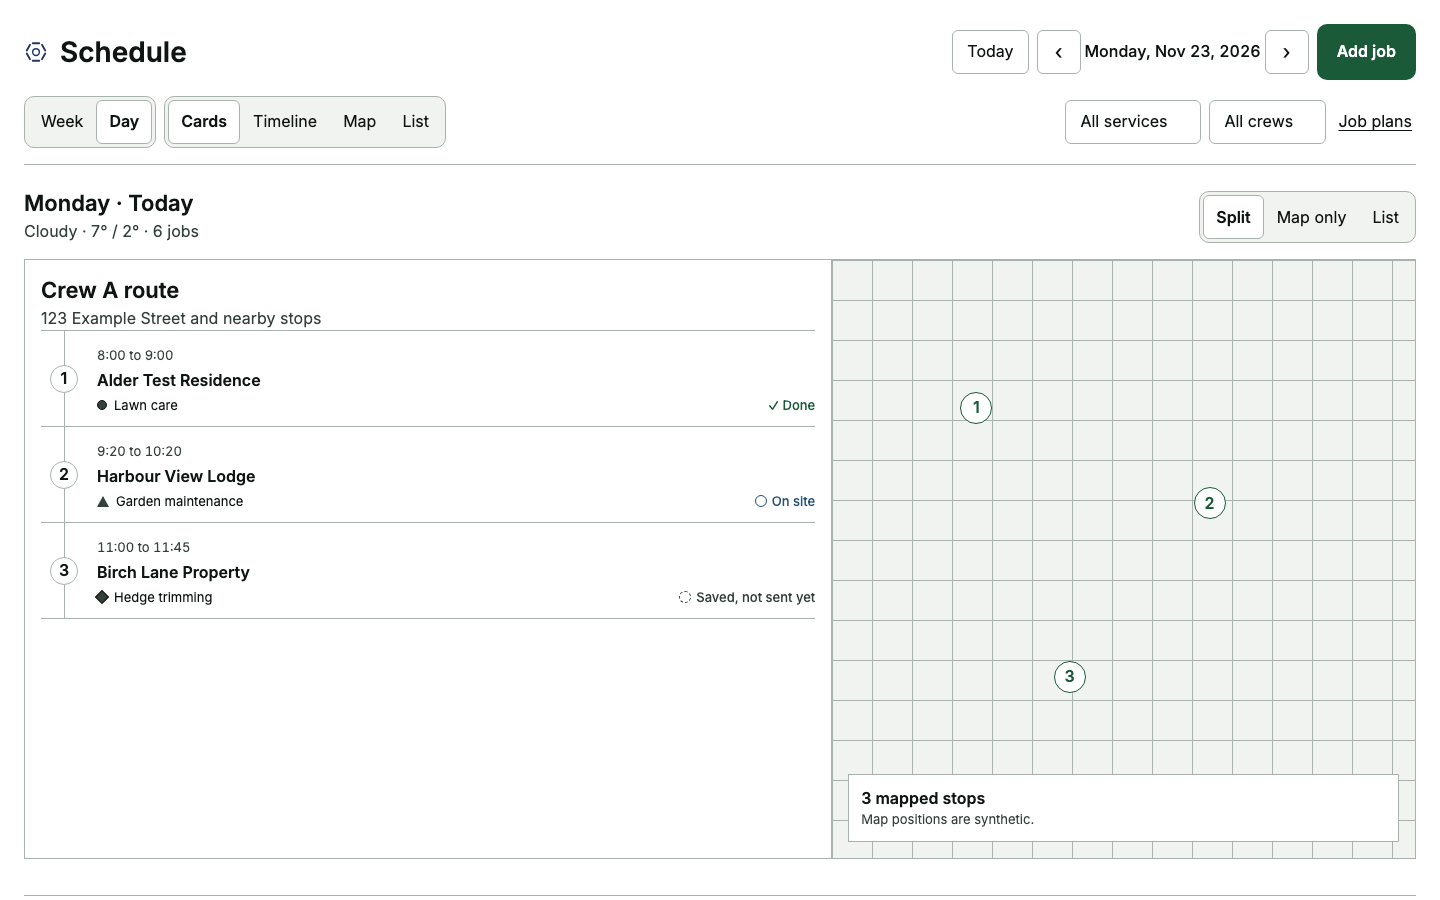 Schedule
Today
‹
Monday, Nov 23, 2026
›
Add job
Week
Day
Cards
Timeline
Map
List
All services
All crews
Job plans
Monday · Today
Cloudy · 7° / 2° · 6 jobs
Split
Map only
List
Crew A route
123 Example Street and nearby stops
1
8:00 to 9:00
Alder Test Residence
Lawn care
✓ Done
2
9:20 to 10:20
Harbour View Lodge
Garden maintenance
On site
3
11:00 to 11:45
Birch Lane Property
Hedge trimming
Saved, not sent yet
1
2
3
3 mapped stops
Map positions are synthetic.